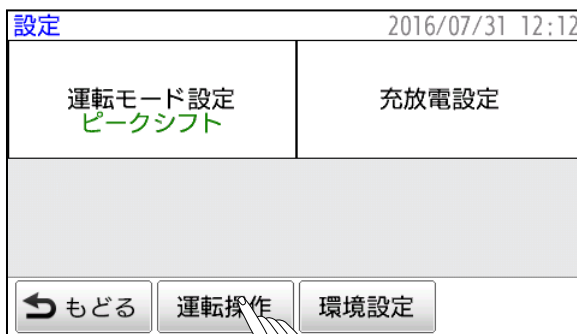 設定 2016/07/31 12:12
運転モード設定
ピークシフト
充放電設定
もどる 運転操作 環境設定